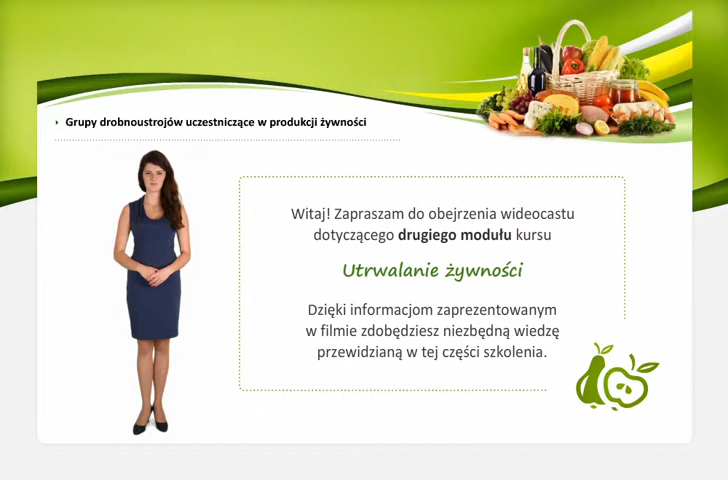 Grupy drobnoustrojów uczestniczące w produkcji żywności
Witaj! Zapraszam do obejrzenia wideocastu
dotyczącego drugiego modułu kursu
Utrwalanie żywności
Dzięki informacjom zaprezentowanym
w filmie zdobędziesz niezbędną wiedzę
przewidzianą w tej części szkolenia.